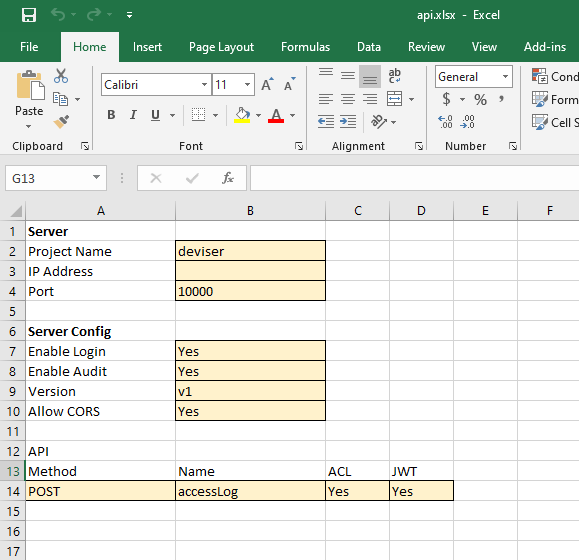 api.xlsx - Excel
File Home Insert Page Layout Formulas Data Review View Add-ins
Paste
Calibri 11 A A
B I U A
ab c
General
$ % ,
.0 .00 .00 .0
Cond
Form
Cell S
Clipboard Font Alignment Number
G13 fx
A B C D E F
1 Server
2 Project Name deviser
3 IP Address
4 Port 10000
5
6 Server Config
7 Enable Login Yes
8 Enable Audit Yes
9 Version v1
10 Allow CORS Yes
11
12 API
13 Method Name ACL JWT
14 POST accessLog Yes Yes
15
16
17